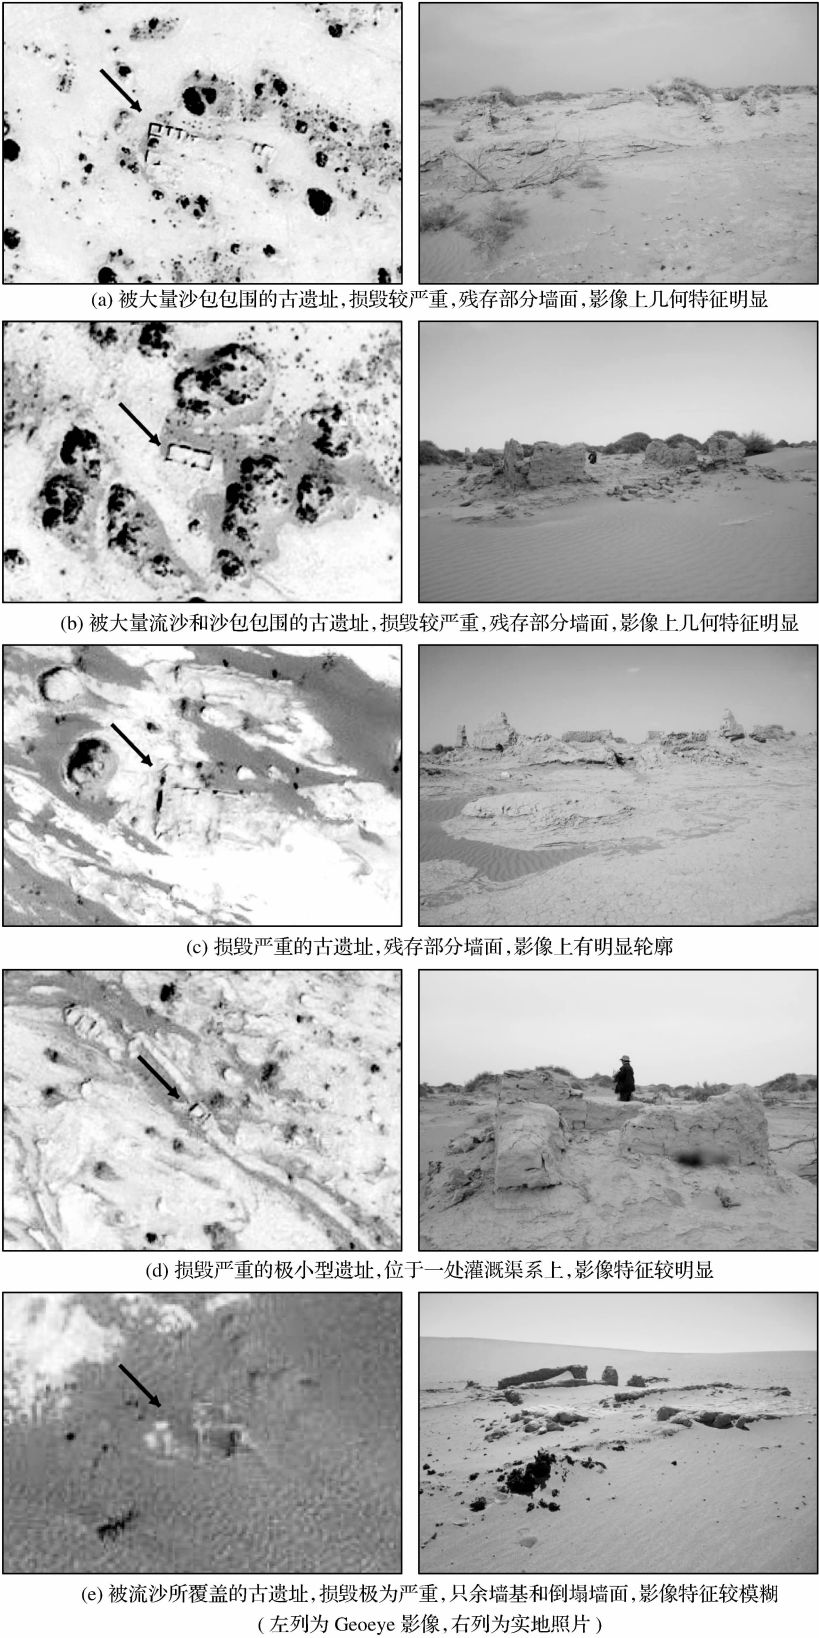 (a) 被大量沙包包围的古遗址,损毁较严重,残存部分墙面,影像上几何特征明显
(b) 被大量流沙和沙包包围的古遗址,损毁较严重,残存部分墙面,影像上几何特征明显
(c) 损毁严重的古遗址,残存部分墙面,影像上有明显轮廓
(d) 损毁严重的极小型遗址,位于一处灌溉渠系上,影像特征较明显
(e) 被流沙所覆盖的古遗址,损毁极为严重,只余墙基和倒塌墙面,影像特征较模糊
(左列为 Geoeye 影像,右列为实地照片)